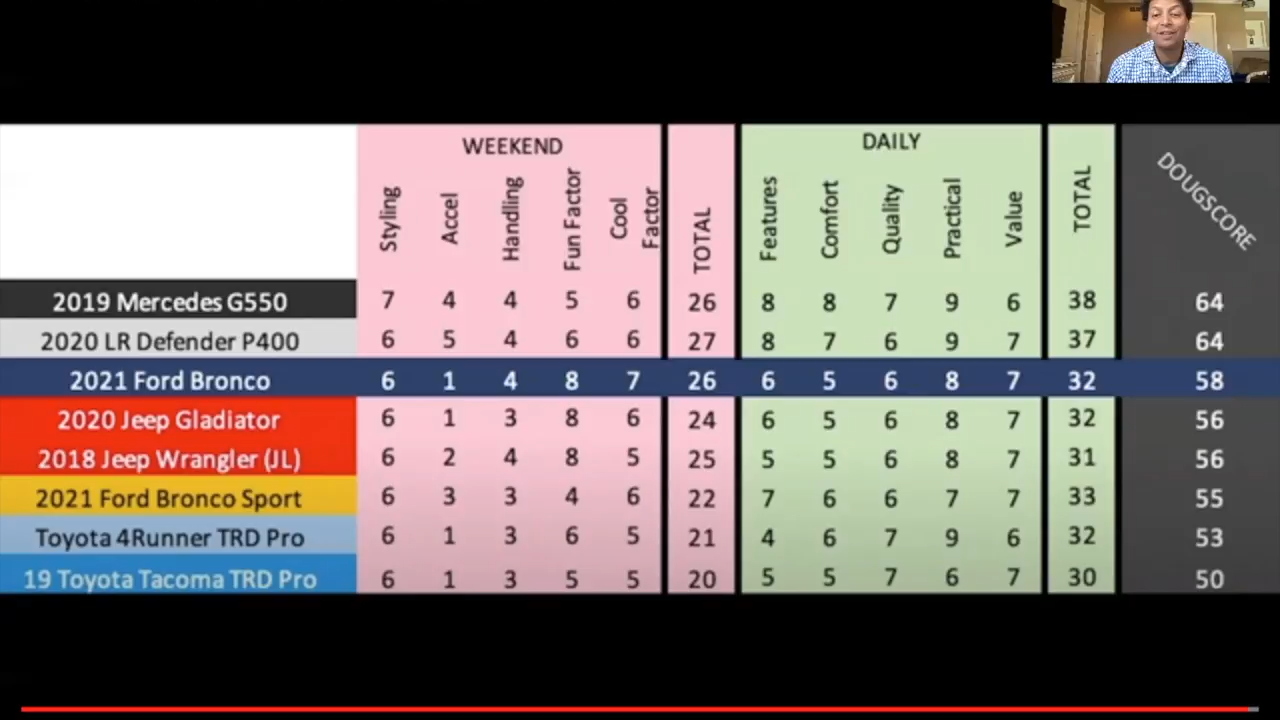 WEEKEND DAILY
Styling Accel Handling Fun Factor Cool Factor TOTAL Features Comfort Quality Practical Value TOTAL DOUGSCORE
2019 Mercedes G550 7 4 4 5 6 26 8 8 7 9 6 38 64
2020 LR Defender P400 6 5 4 6 6 27 8 7 6 9 7 37 64
2021 Ford Bronco 6 1 4 8 7 26 6 5 6 8 7 32 58
2020 Jeep Gladiator 6 1 3 8 6 24 6 5 6 8 7 32 56
2018 Jeep Wrangler (JL) 6 2 4 8 5 25 5 5 6 8 7 31 56
2021 Ford Bronco Sport 6 3 3 4 6 22 7 6 6 7 7 33 55
Toyota 4Runner TRD Pro 6 1 3 6 5 21 4 6 7 9 6 32 53
19 Toyota Tacoma TRD Pro 6 1 3 5 5 20 5 5 7 6 7 30 50